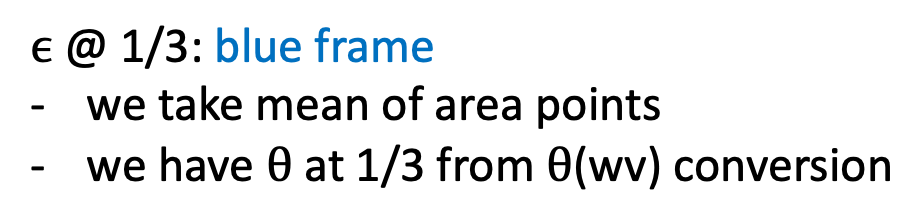 ϵ @ 1/3: blue frame
- we take mean of area points
- we have θ at 1/3 from θ(wv) conversion